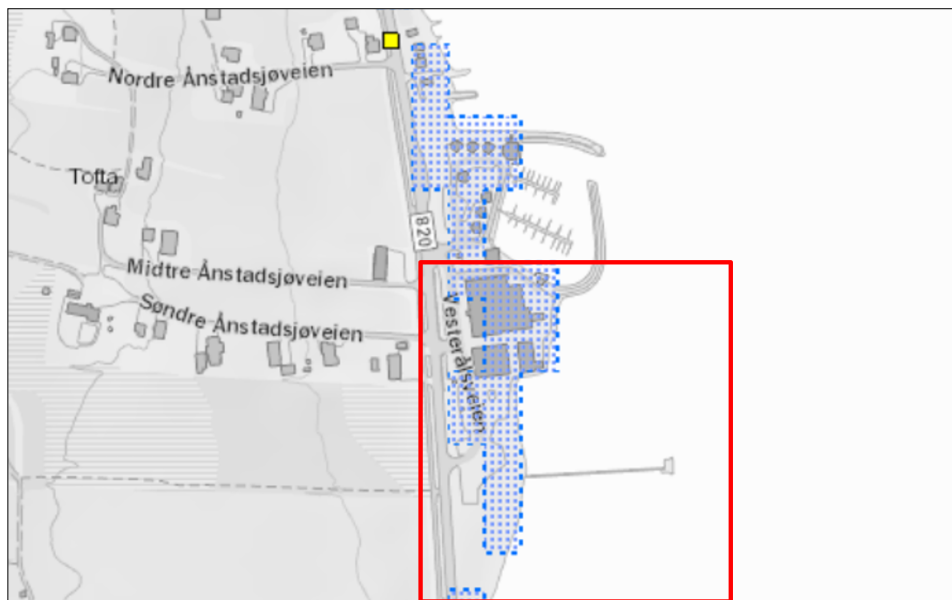 Nordre Ånstadsjøveien
Tofta
820
Midtre Ånstadsjøveien
Søndre Ånstadsjøveien
Vesterålsveien